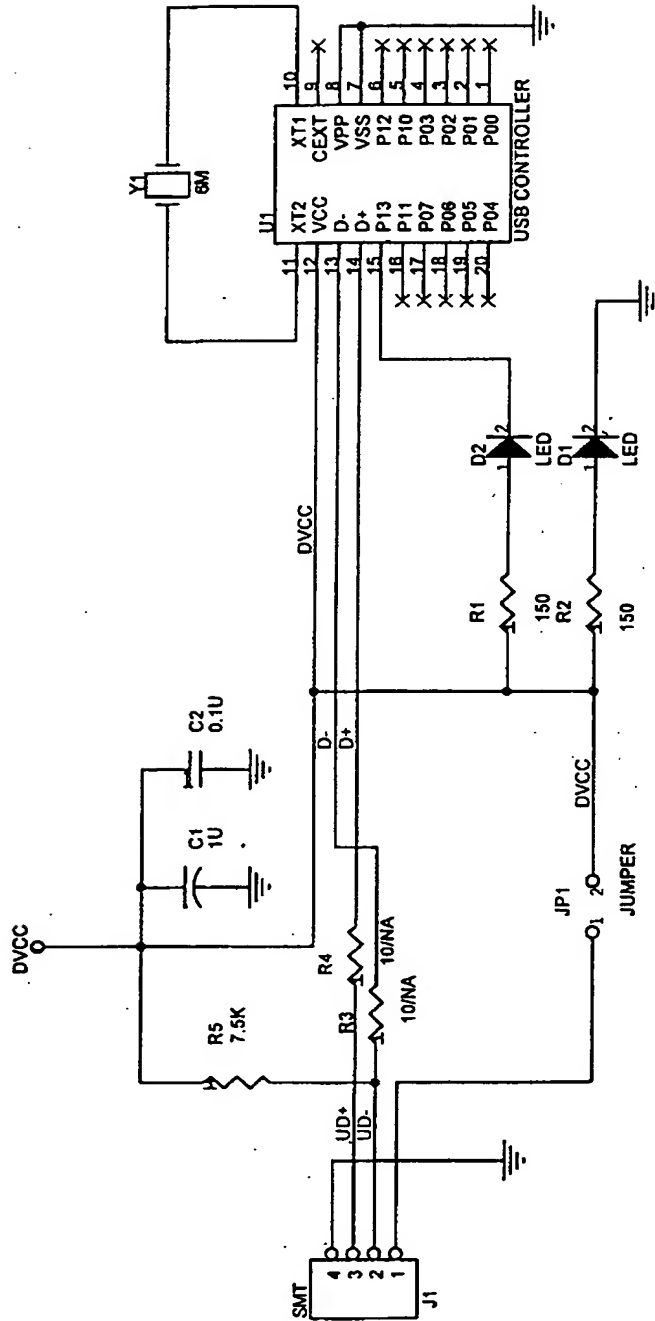 Y1
6M
U1
11 XT2 XT1 10
12 VCC CEXT 9
13 D- VPP 8
14 D+ VSS 7
15 P13 P12 6
16 P11 P10 5
17 P07 P03 4
18 P06 P02 3
19 P05 P01 2
20 P04 P00 1
USB CONTROLLER
DVCC
DVCC
C1
1U
C2
0.1U
R5
7.5K
D-
D+
R4
10/NA
R3
10/NA
UD+
UD-
SMT
4
3
2
1
J1
R1
150
1 D2 2
LED
R2
150
1 D1 2
LED
DVCC
JP1
1 2
JUMPER